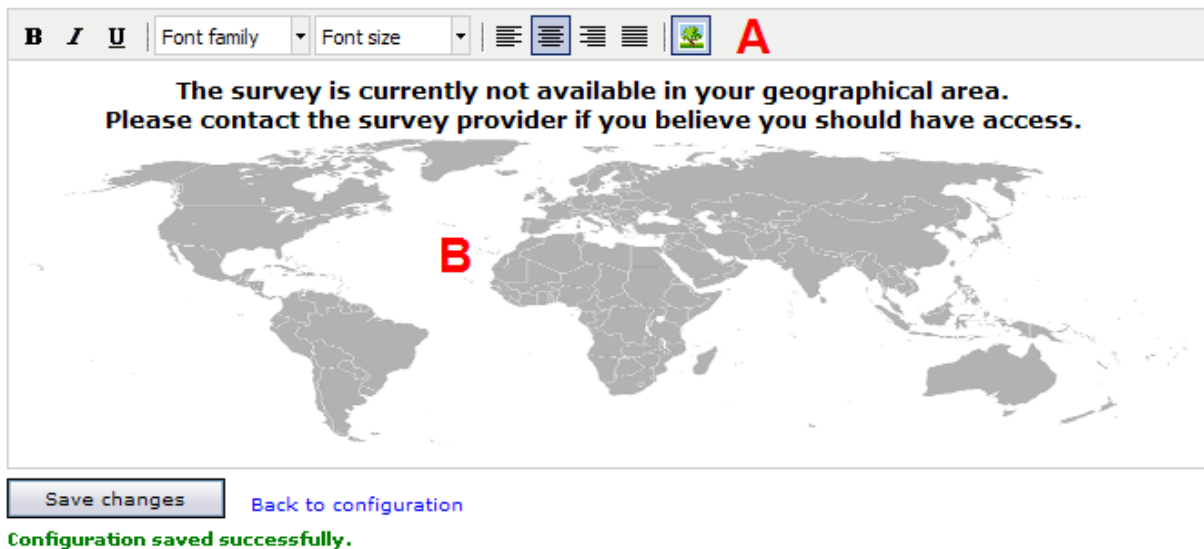 B I U Font family Font size A
The survey is currently not available in your geographical area.
Please contact the survey provider if you believe you should have access.
B
Save changes Back to configuration
Configuration saved successfully.